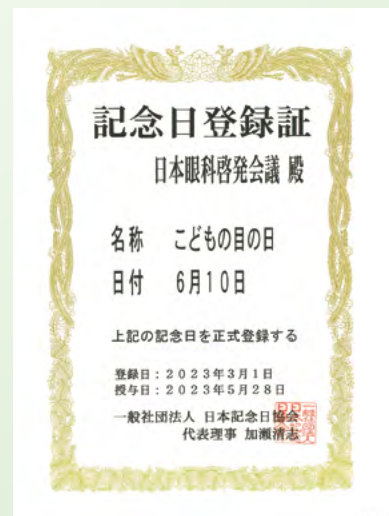 記念日登録証
日本眼科啓発会議 殿
名称 こどもの目の日
日付 6月10日
上記の記念日を正式登録する
登録日：2023年3月1日
授与日：2023年5月28日
一般社団法人 日本記念日協会
代表理事 加瀬清志